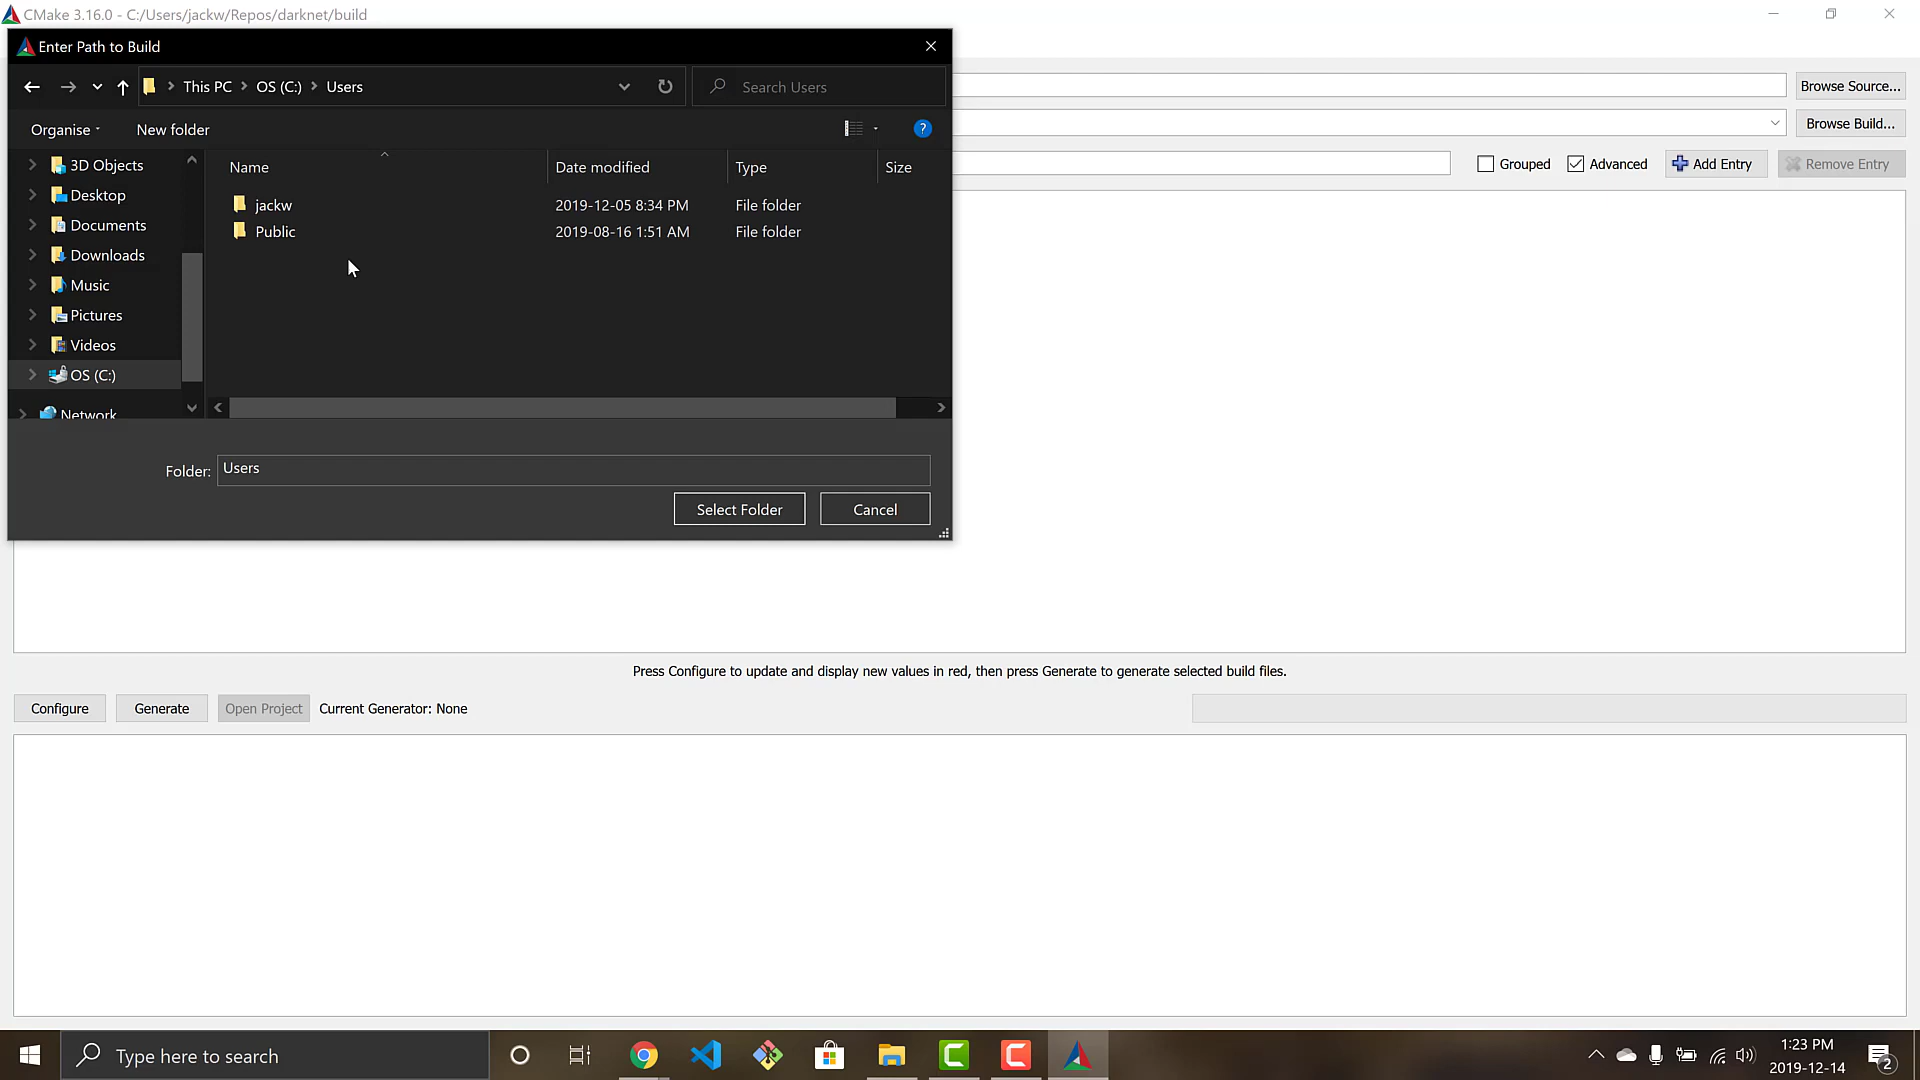 CMake 3.16.0 - C:/Users/jackw/Repos/darknet/build
Enter Path to Build
This PC > OS (C:) > Users
Search Users
Browse Source...
Organise
New folder
?
Browse Build...
3D Objects
Name
Date modified
Type
Size
Grouped
Advanced
Add Entry
Remove Entry
Desktop
jackw
2019-12-05 8:34 PM
File folder
Documents
Public
2019-08-16 1:51 AM
File folder
Downloads
Music
Pictures
Videos
OS (C:)
Network
Folder:
Users
Select Folder
Cancel
Press Configure to update and display new values in red, then press Generate to generate selected build files.
Configure
Generate
Open Project
Current Generator: None
Type here to search
1:23 PM
2019-12-14
2